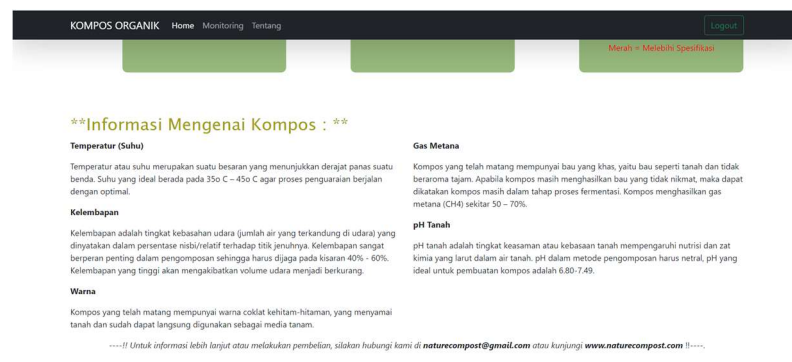 KOMPOS ORGANIK Home Monitoring Tentang Logout
Merah = Melebihi Spesifikasi
**Informasi Mengenai Kompos : **
Temperatur (Suhu)
Temperatur atau suhu merupakan suatu besaran yang menunjukkan derajat panas suatu
benda. Suhu yang ideal berada pada 35o C – 45o C agar proses penguaraian berjalan
dengan optimal.
Kelembapan
Kelembapan adalah tingkat kebasahan udara (jumlah air yang terkandung di udara) yang
dinyatakan dalam persentase nisbi/relatif terhadap titik jenuhnya. Kelembapan sangat
berperan penting dalam pengomposan sehingga harus dijaga pada kisaran 40% - 60%.
Kelembapan yang tinggi akan mengakibatkan volume udara menjadi berkurang.
Warna
Kompos yang telah matang mempunyai warna coklat kehitam-hitaman, yang menyamai
tanah dan sudah dapat langsung digunakan sebagai media tanam.
Gas Metana
Kompos yang telah matang mempunyai bau yang khas, yaitu bau seperti tanah dan tidak
beraroma tajam. Apabila kompos masih menghasilkan bau yang tidak nikmat, maka dapat
dikatakan kompos masih dalam tahap proses fermentasi. Kompos menghasilkan gas
metana (CH4) sekitar 50 – 70%.
pH Tanah
pH tanah adalah tingkat keasaman atau kebasaan tanah mempengaruhi nutrisi dan zat
kimia yang larut dalam air tanah. pH dalam metode pengomposan harus netral, pH yang
ideal untuk pembuatan kompos adalah 6.80-7.49.
----!! Untuk informasi lebih lanjut atau melakukan pembelian, silakan hubungi kami di naturecompost@gmail.com atau kunjungi www.naturecompost.com !!----.